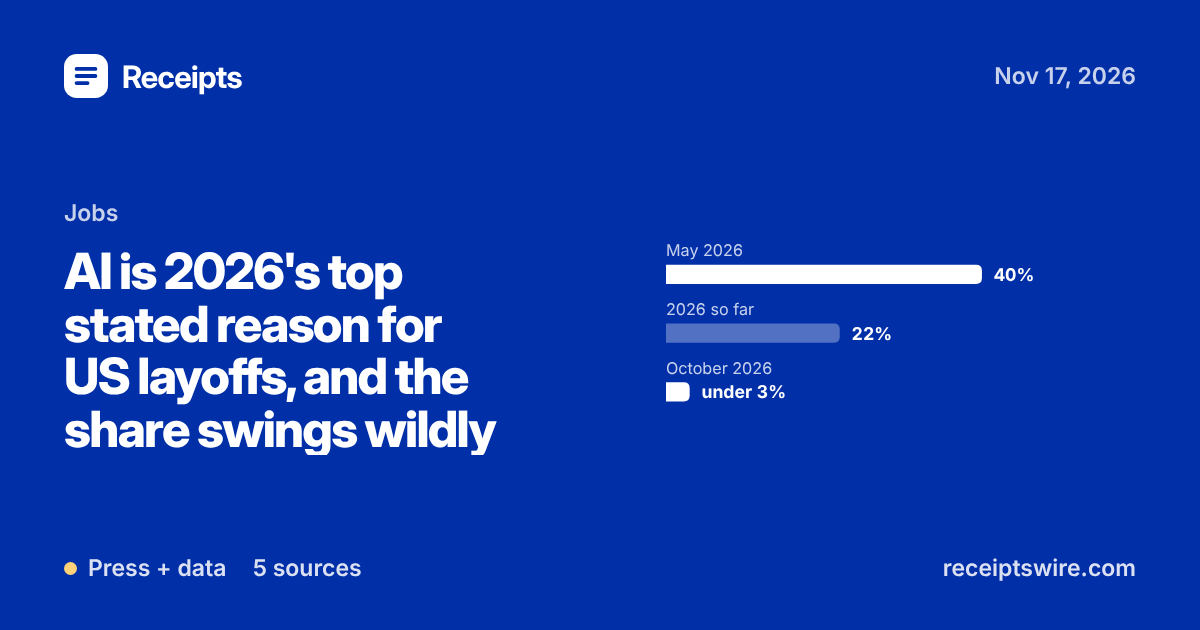 Receipts
Nov 17, 2026
Jobs
AI is 2026's top
stated reason for
US layoffs, and the
share swings wildly
May 2026
40%
2026 so far
22%
October 2026
under 3%
Press + data 5 sources
receiptswire.com